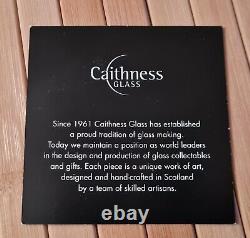 Caithness
GLASS
Since 1961 Caithness Glass has established
a proud tradition of glass making.
Today we maintain a position as world leaders
in the design and production of glass collectables
and gifts. Each piece is a unique work of art,
designed and hand-crafted in Scotland
by a team of skilled artisans.